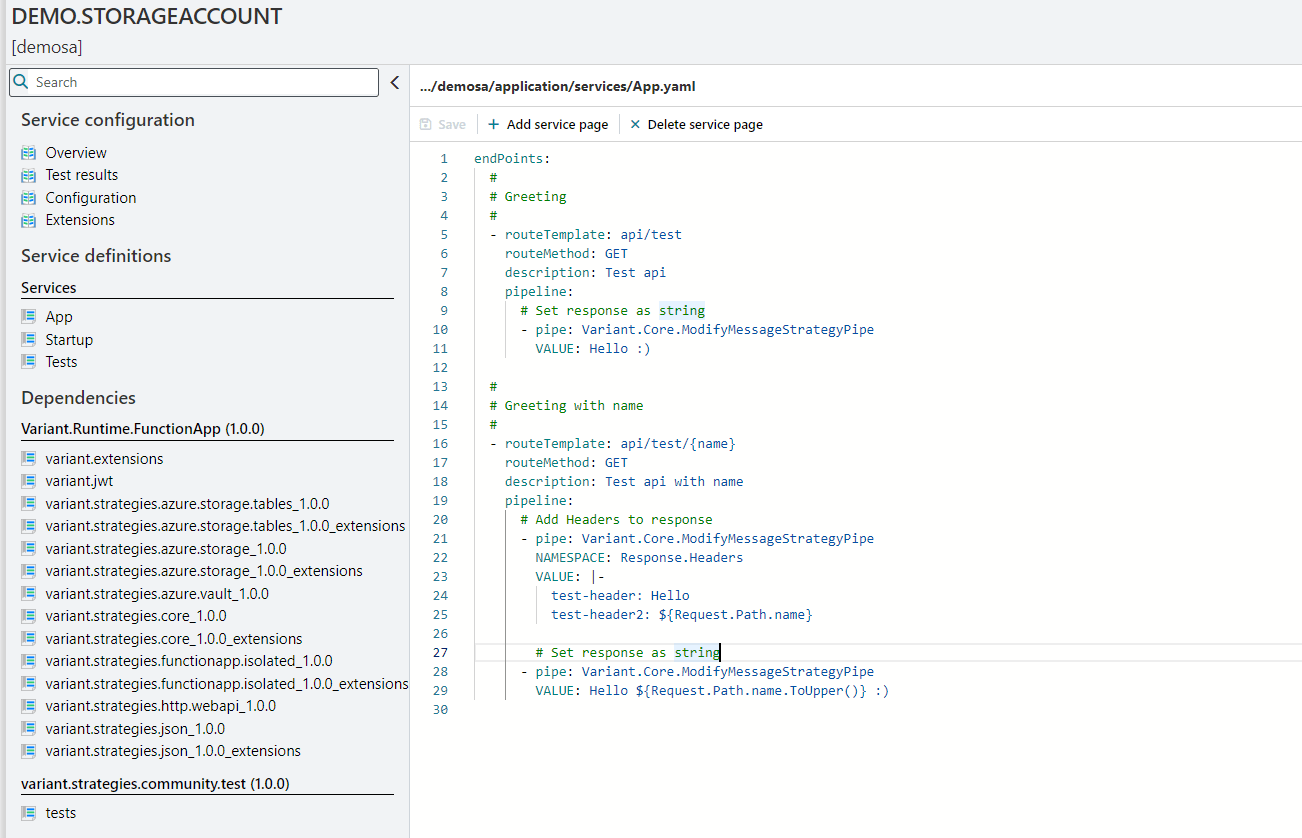 DEMO.STORAGEACCOUNT
[demosa]
Search
Service configuration
Overview
Test results
Configuration
Extensions
Service definitions
Services
App
Startup
Tests
Dependencies
Variant.Runtime.FunctionApp (1.0.0)
variant.extensions
variant.jwt
variant.strategies.azure.storage.tables_1.0.0
variant.strategies.azure.storage.tables_1.0.0_extensions
variant.strategies.azure.storage_1.0.0
variant.strategies.azure.storage_1.0.0_extensions
variant.strategies.azure.vault_1.0.0
variant.strategies.core_1.0.0
variant.strategies.core_1.0.0_extensions
variant.strategies.functionapp.isolated_1.0.0
variant.strategies.functionapp.isolated_1.0.0_extensions
variant.strategies.http.webapi_1.0.0
variant.strategies.json_1.0.0
variant.strategies.json_1.0.0_extensions
variant.strategies.community.test (1.0.0)
tests
.../demosa/application/services/App.yaml
Save + Add service page × Delete service page
1 endPoints:
2   #
3   # Greeting
4   #
5   - routeTemplate: api/test
6     routeMethod: GET
7     description: Test api
8     pipeline:
9       # Set response as string
10       - pipe: Variant.Core.ModifyMessageStrategyPipe
11         VALUE: Hello :)
12
13   #
14   # Greeting with name
15   #
16   - routeTemplate: api/test/{name}
17     routeMethod: GET
18     description: Test api with name
19     pipeline:
20       # Add Headers to response
21       - pipe: Variant.Core.ModifyMessageStrategyPipe
22         NAMESPACE: Response.Headers
23         VALUE: |-
24           test-header: Hello
25           test-header2: ${Request.Path.name}
26
27         # Set response as string
28       - pipe: Variant.Core.ModifyMessageStrategyPipe
29         VALUE: Hello ${Request.Path.name.ToUpper()} :)
30